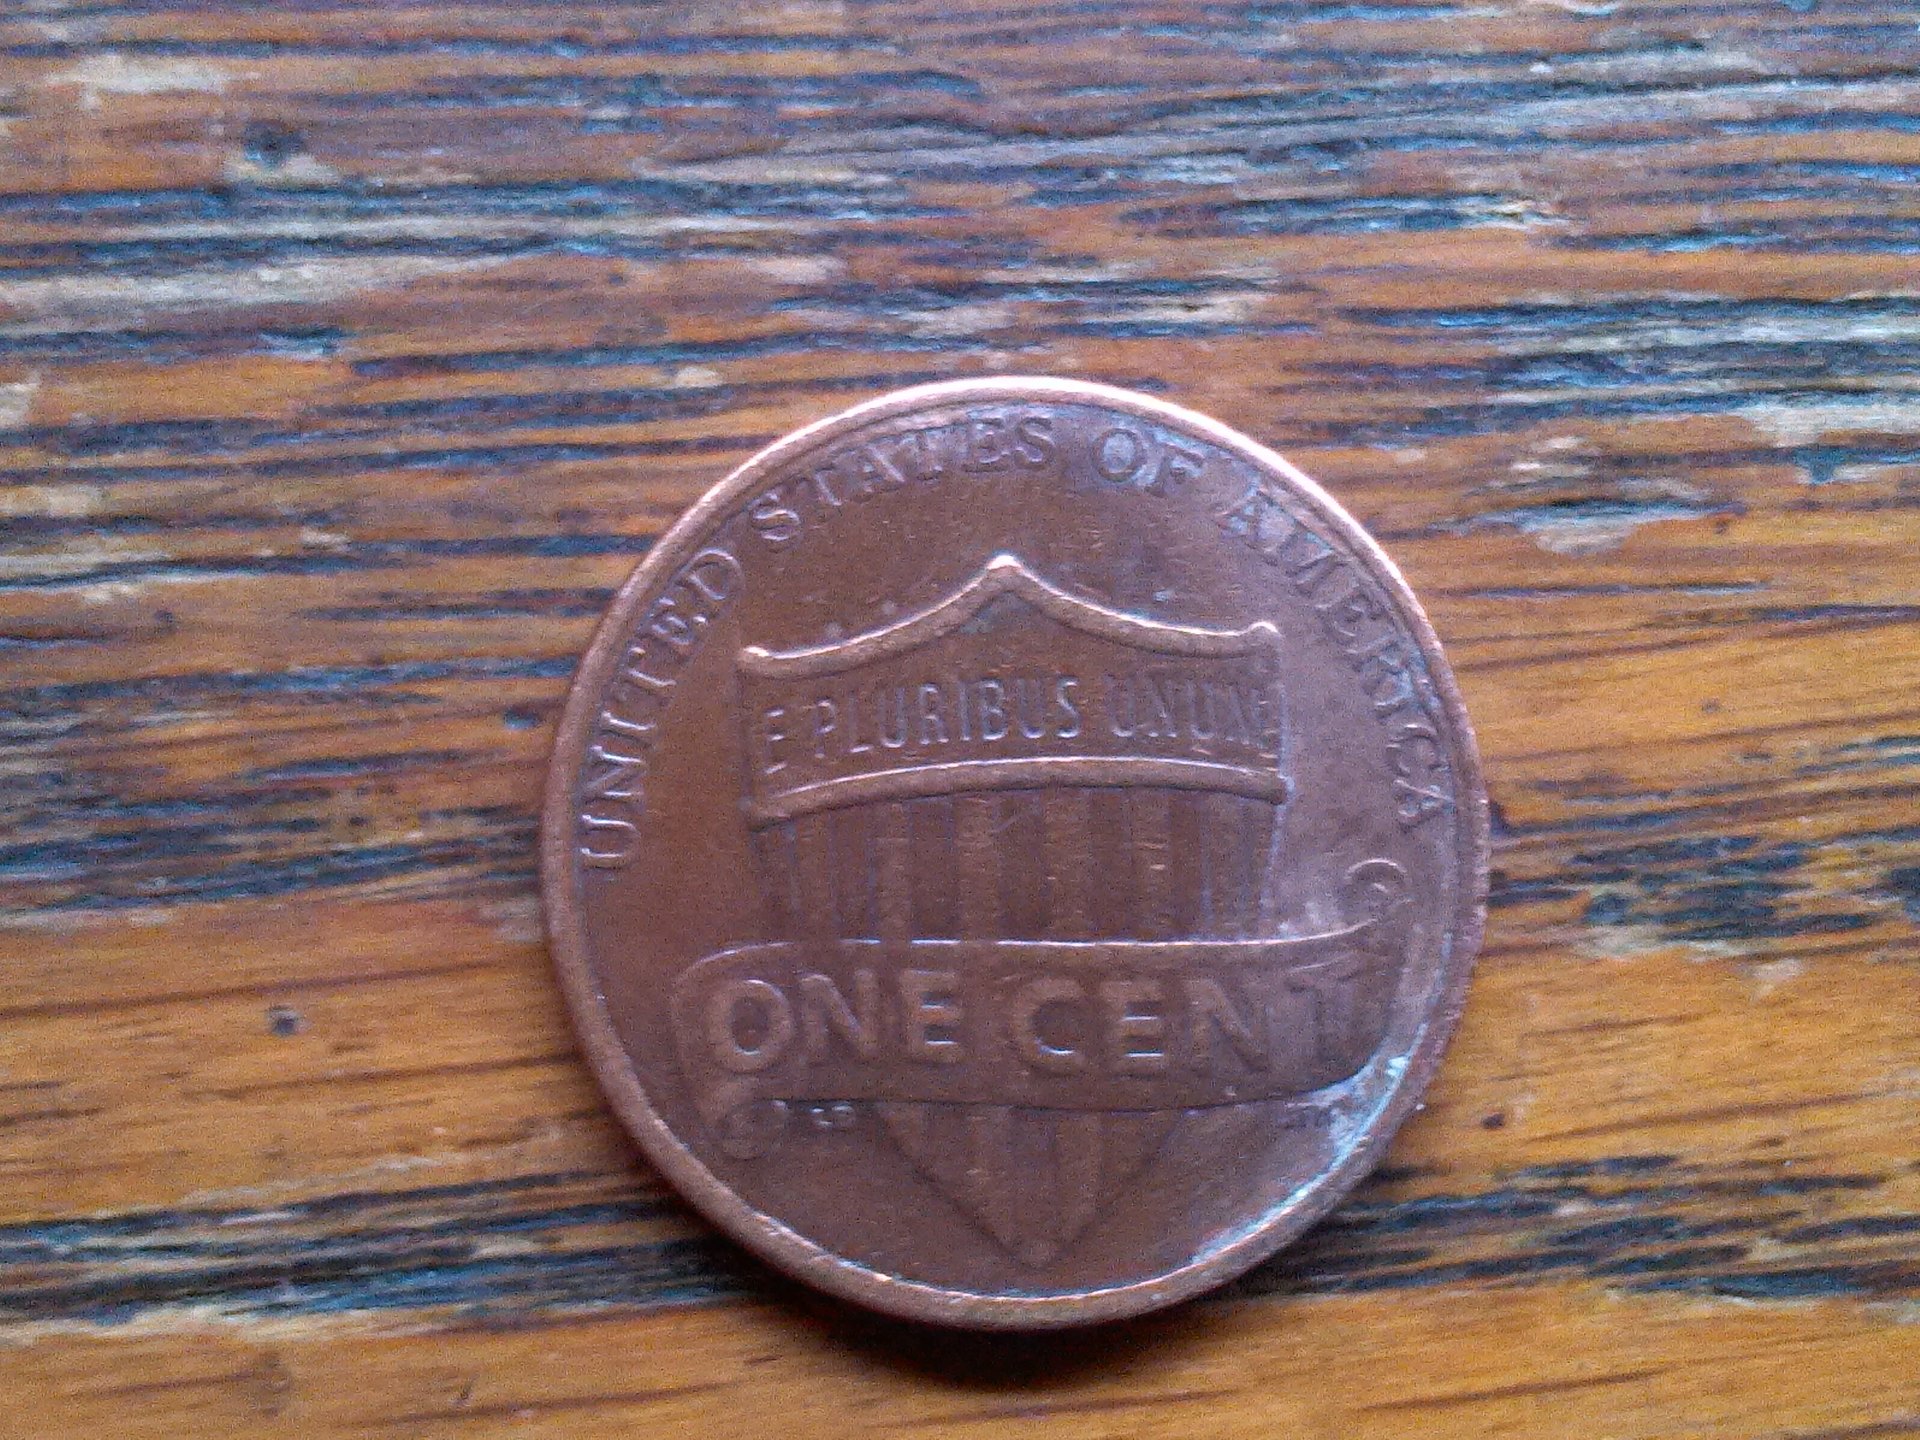 UNITED STATES OF AMERICA
E PLURIBUS UNUM
ONE CENT